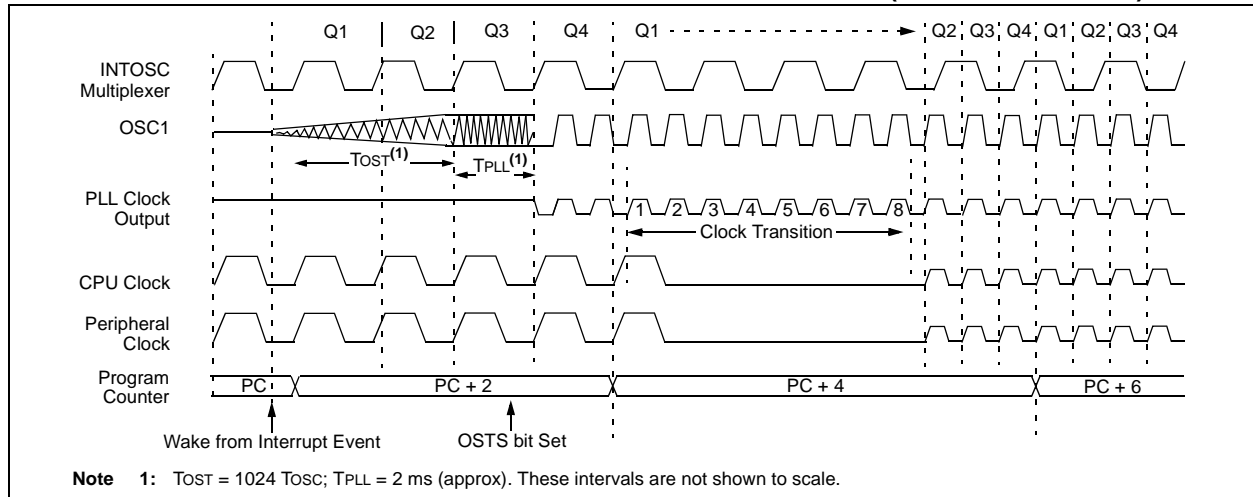 Q1 Q2 Q3 Q4 Q1 Q2 Q3 Q4 Q1 Q2 Q3 Q4
INTOSC
Multiplexer
OSC1
TOST(1)
TPLL(1)
PLL Clock
Output
1 2 3 4 5 6 7 8
Clock Transition
CPU Clock
Peripheral
Clock
Program
Counter
PC PC + 2 PC + 4 PC + 6
Wake from Interrupt Event
OSTS bit Set
Note 1: TOST = 1024 TOSC; TPLL = 2 ms (approx). These intervals are not shown to scale.